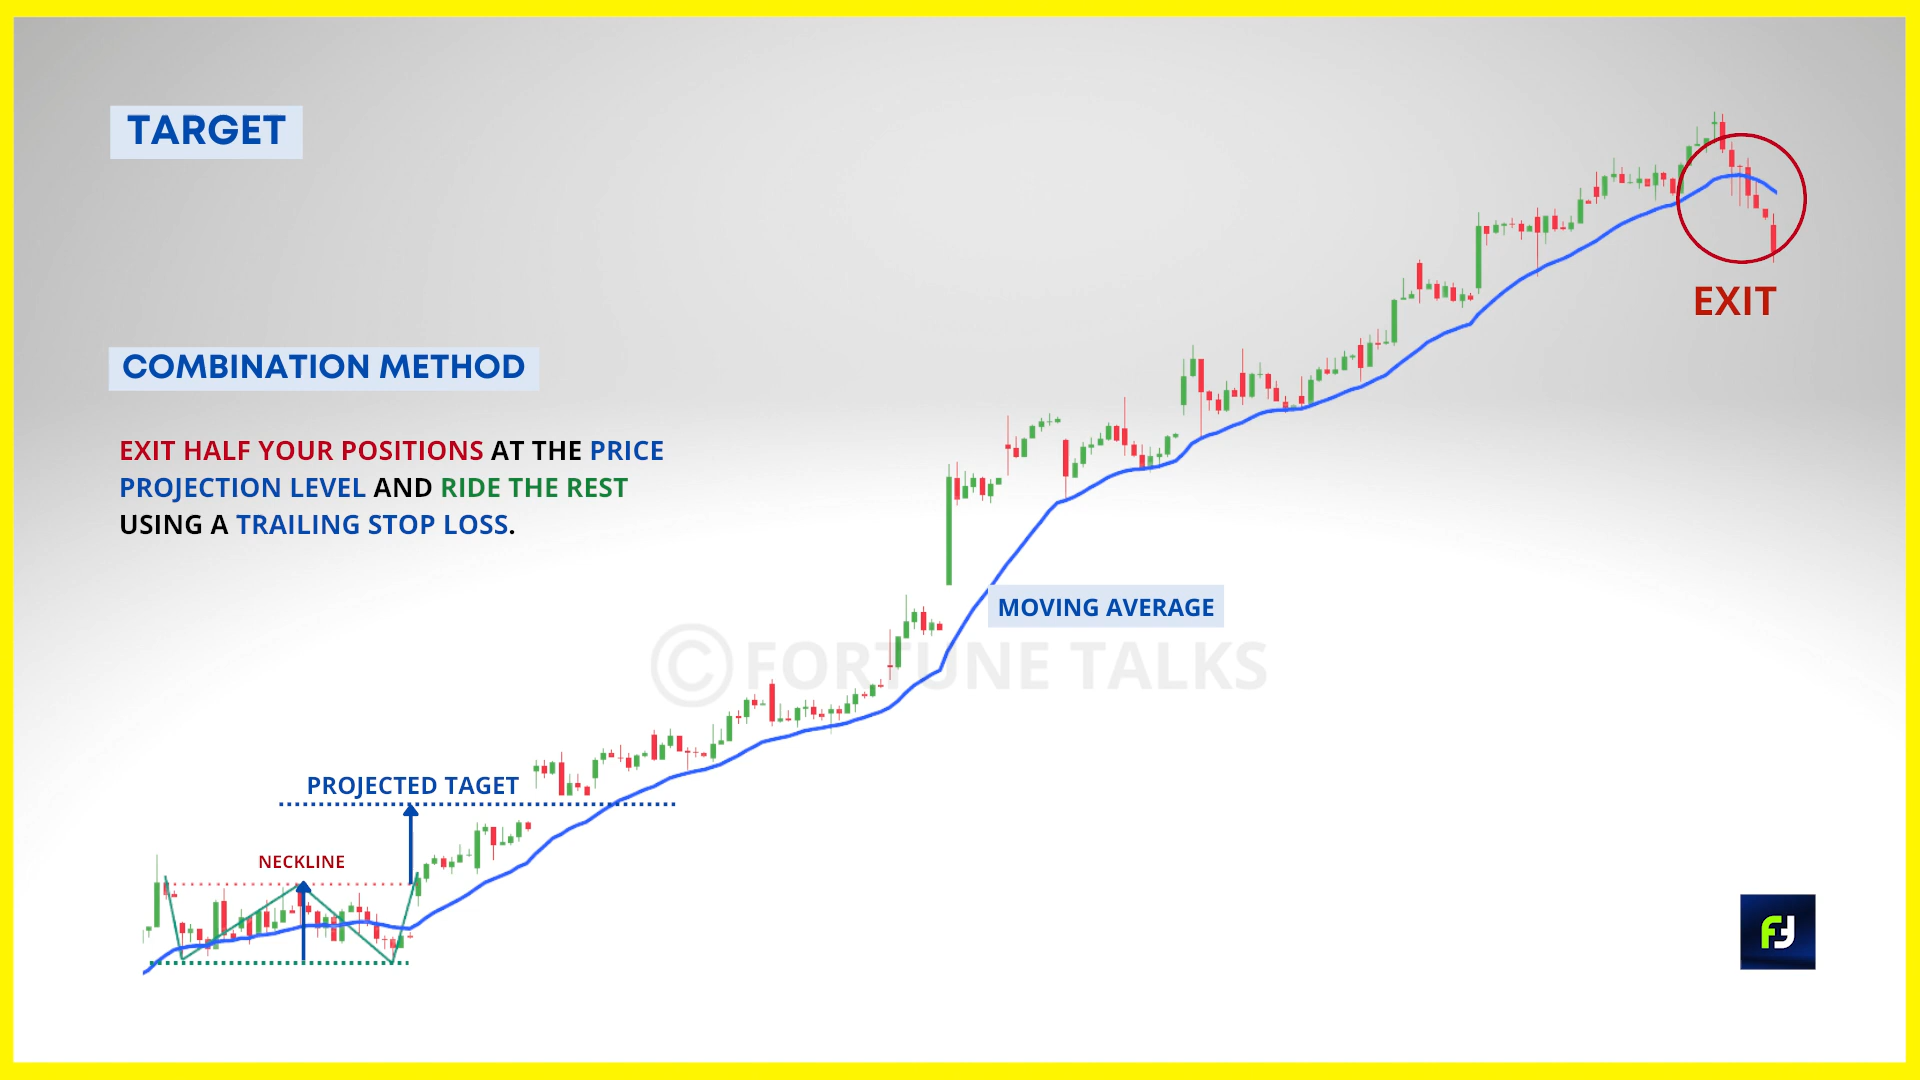 TARGET
COMBINATION METHOD
EXIT HALF YOUR POSITIONS AT THE PRICE
PROJECTION LEVEL AND RIDE THE REST
USING A TRAILING STOP LOSS.
EXIT
MOVING AVERAGE
© FORTUNE TALKS
PROJECTED TAGET
NECKLINE